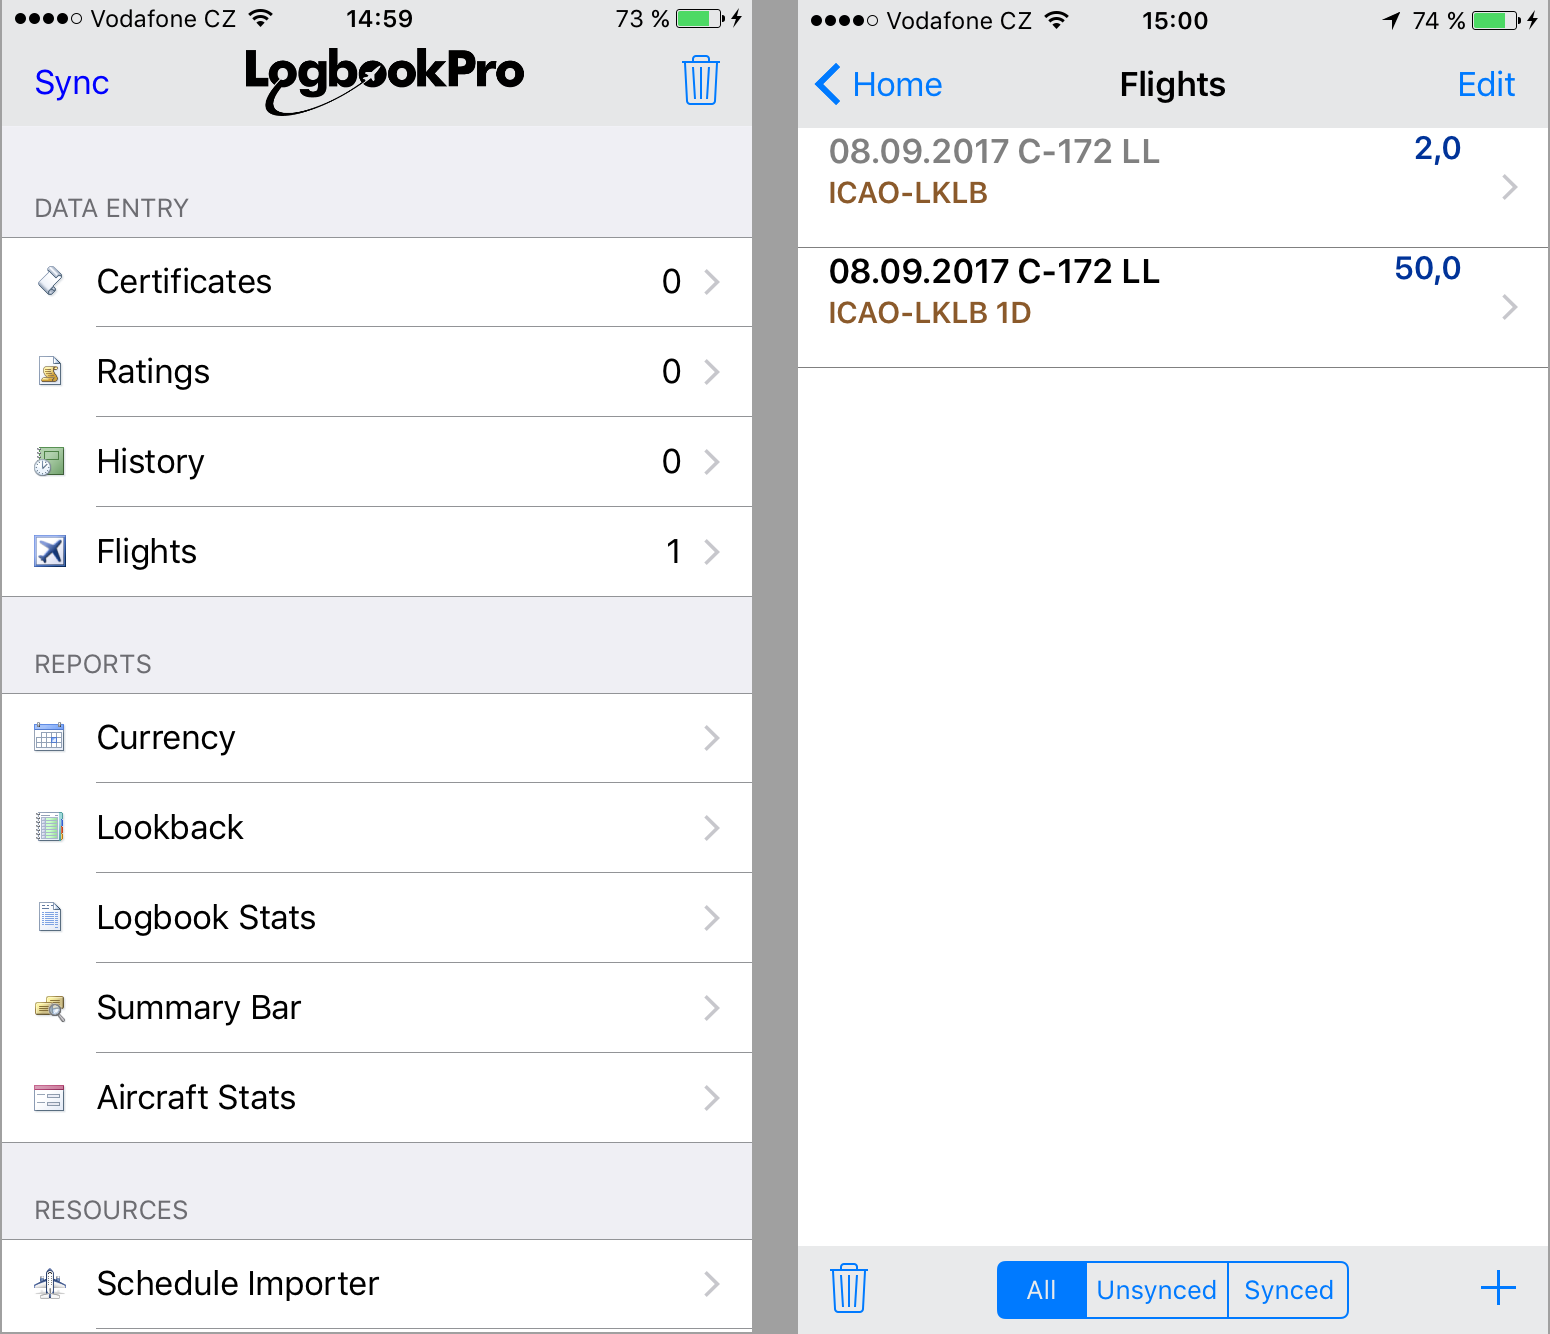 Vodafone CZ 14:59 73 %
Sync LogbookPro
DATA ENTRY
Certificates 0
Ratings 0
History 0
Flights 1
REPORTS
Currency
Lookback
Logbook Stats
Summary Bar
Aircraft Stats
RESOURCES
Schedule Importer
Vodafone CZ 15:00 74 %
Home Flights Edit
08.09.2017 C-172 LL 2,0
ICAO-LKLB
08.09.2017 C-172 LL 50,0
ICAO-LKLB 1D
All Unsynced Synced